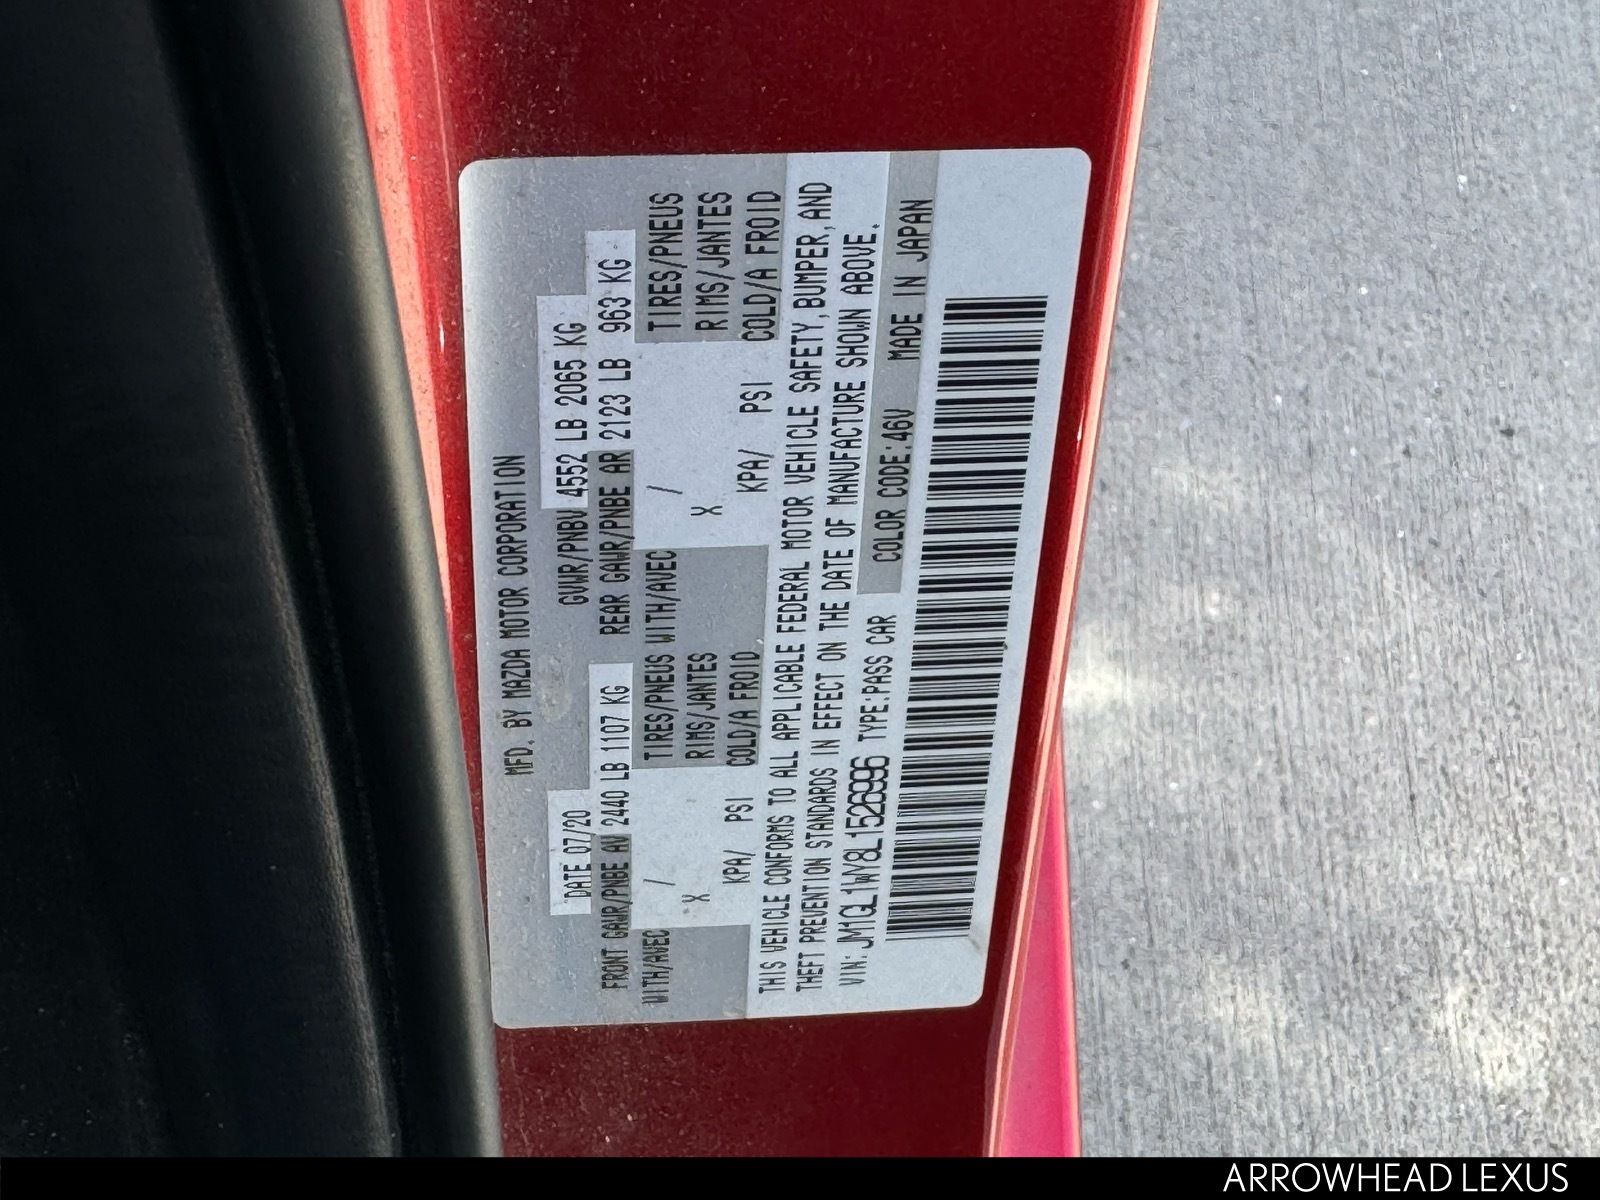 MFD. BY MAZDA MOTOR CORPORATION
DATE 07/20 GVWR/PNBV 4552 LB 2065 KG
FRONT GAWR/PNBE AV 2440 LB 1107 KG REAR GAWR/PNBE AR 2123 LB 963 KG
WITH/AVEC / TIRES/PNEUS WITH/AVEC / TIRES/PNEUS
X RIMS/JANTES X RIMS/JANTES
KPA/ PSI COLD/A FROID KPA/ PSI COLD/A FROID
THIS VEHICLE CONFORMS TO ALL APPLICABLE FEDERAL MOTOR VEHICLE SAFETY, BUMPER, AND
THEFT PREVENTION STANDARDS IN EFFECT ON THE DATE OF MANUFACTURE SHOWN ABOVE.
VIN: JM1GL1WY8L1526996 TYPE:PASS CAR COLOR CODE:46V MADE IN JAPAN
ARROWHEAD LEXUS